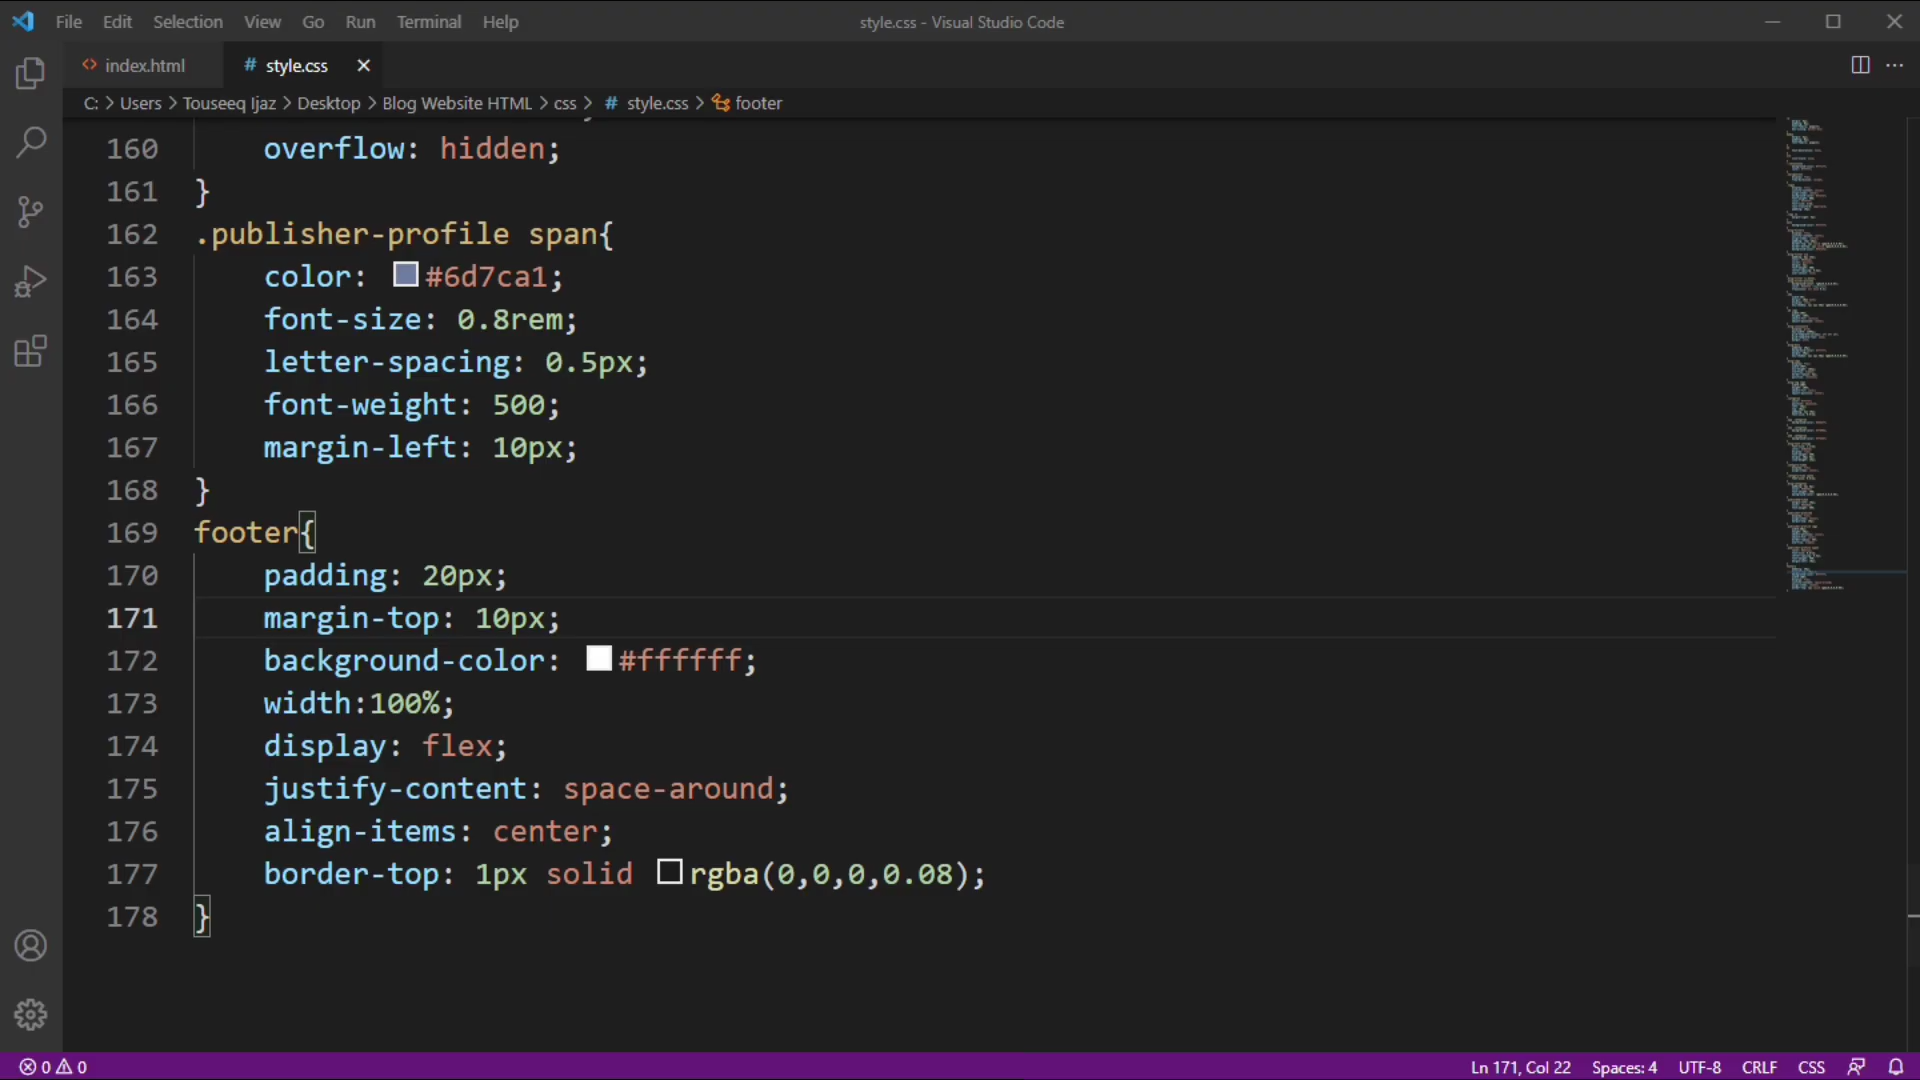 File Edit Selection View Go Run Terminal Help style.css - Visual Studio Code
index.html # style.css
C: > Users > Touseeq Ijaz > Desktop > Blog Website HTML > css > # style.css > footer
160 overflow: hidden;
161 }
162 .publisher-profile span{
163 color: #6d7ca1;
164 font-size: 0.8rem;
165 letter-spacing: 0.5px;
166 font-weight: 500;
167 margin-left: 10px;
168 }
169 footer{
170 padding: 20px;
171 margin-top: 10px;
172 background-color: #ffffff;
173 width:100%;
174 display: flex;
175 justify-content: space-around;
176 align-items: center;
177 border-top: 1px solid rgba(0,0,0,0.08);
178 }
0 0 Ln 171, Col 22 Spaces: 4 UTF-8 CRLF CSS